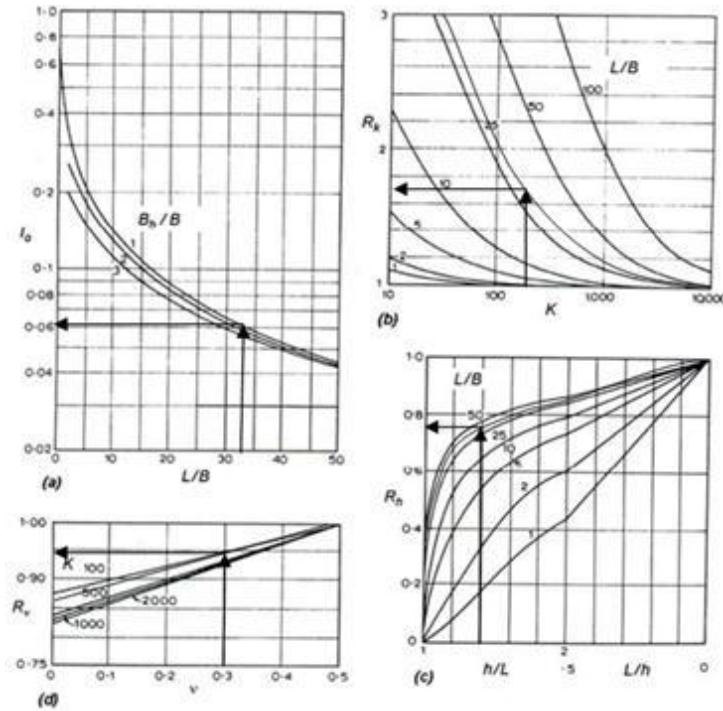 1·0
0·8
0·6
0·4
0·2
0·1
0·08
0·06
0·04
0·02
I₀
Bₕ/B
1
2
3
0 10 20 30 40 50
L/B
(a)
3
2
1
Rₖ
L/B
100
50
25
10
5
2
1
10 100 1000 10,000
K
(b)
1·00
0·90
0·75
Rᵥ
K 100
500
1000
2000
0 0·1 0·2 0·3 0·4 0·5
ν
(d)
1·0
0·8
0·6
0·4
0·2
0
Rₕ
L/B
50
25
10
2
1
1 2 0
h/L ·5 L/h
(c)